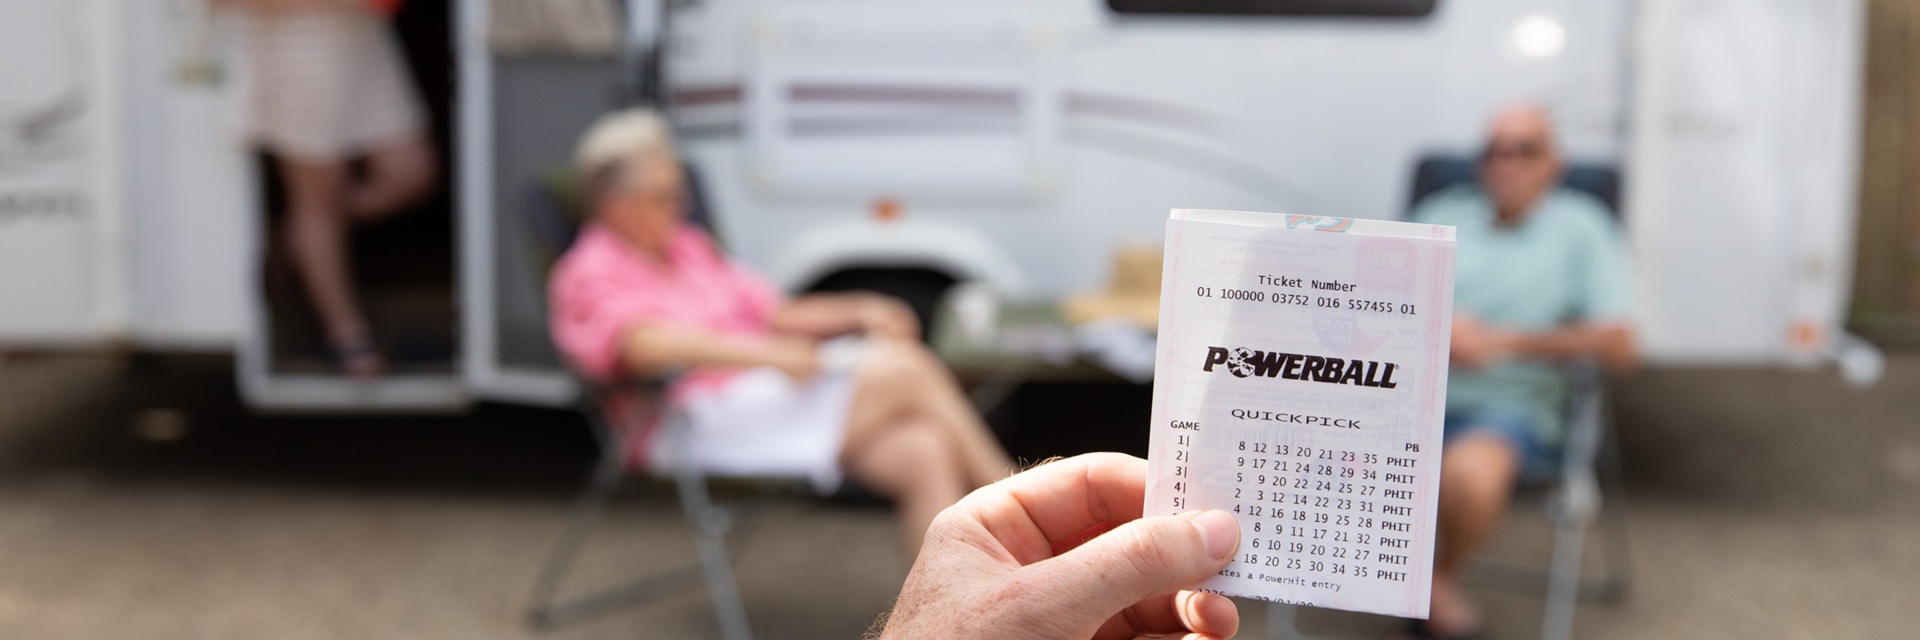 Ticket Number
01 100000 03752 016 557455 01
POWERBALL
QUICKPICK
GAME PB
1| 8 12 13 20 21 23 35 PHIT
2| 9 17 21 24 28 29 34 PHIT
3| 5 9 20 22 24 25 27 PHIT
4| 2 3 12 14 22 23 31 PHIT
5| 4 12 16 18 19 25 28 PHIT
8 9 11 17 21 32 PHIT
6 10 19 20 22 27 PHIT
18 20 25 30 34 35 PHIT
a PowerHit entry